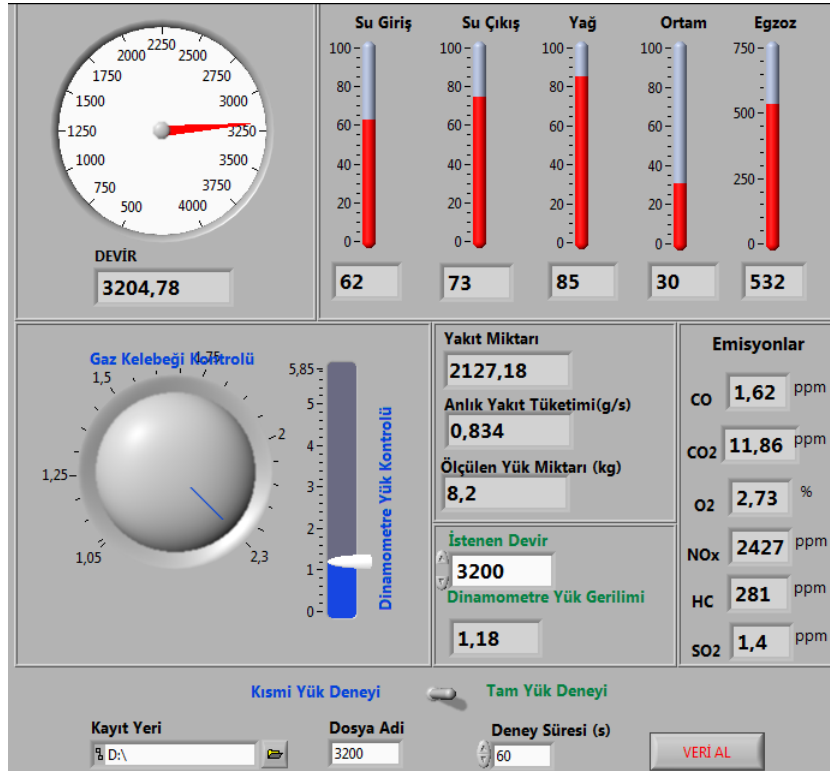 2250
2000
2500
1750
2750
1500
3000
1250
3250
1000
3500
750
3750
500
4000
DEVİR
3204,78
Su Giriş
Su Çıkış
Yağ
Ortam
Egzoz
100
80
60
40
20
0
62
100
80
60
40
20
0
73
100
80
60
40
20
0
85
100
80
60
40
20
0
30
750
500
250
0
532
Gaz Kelebeği Kontrolü
1,75
1,5
2
1,25
1,05
2,3
5,85
5
4
3
2
1
0
Dinamometre Yük Kontrolü
Yakıt Miktarı
2127,18
Anlık Yakıt Tüketimi(g/s)
0,834
Ölçülen Yük Miktarı (kg)
8,2
İstenen Devir
3200
Dinamometre Yük Gerilimi
1,18
Emisyonlar
CO 1,62 ppm
CO2 11,86 ppm
O2 2,73 %
NOx 2427 ppm
HC 281 ppm
SO2 1,4 ppm
Kısmi Yük Deneyi
Tam Yük Deneyi
Kayıt Yeri
D:\
Dosya Adi
3200
Deney Süresi (s)
60
VERİ AL